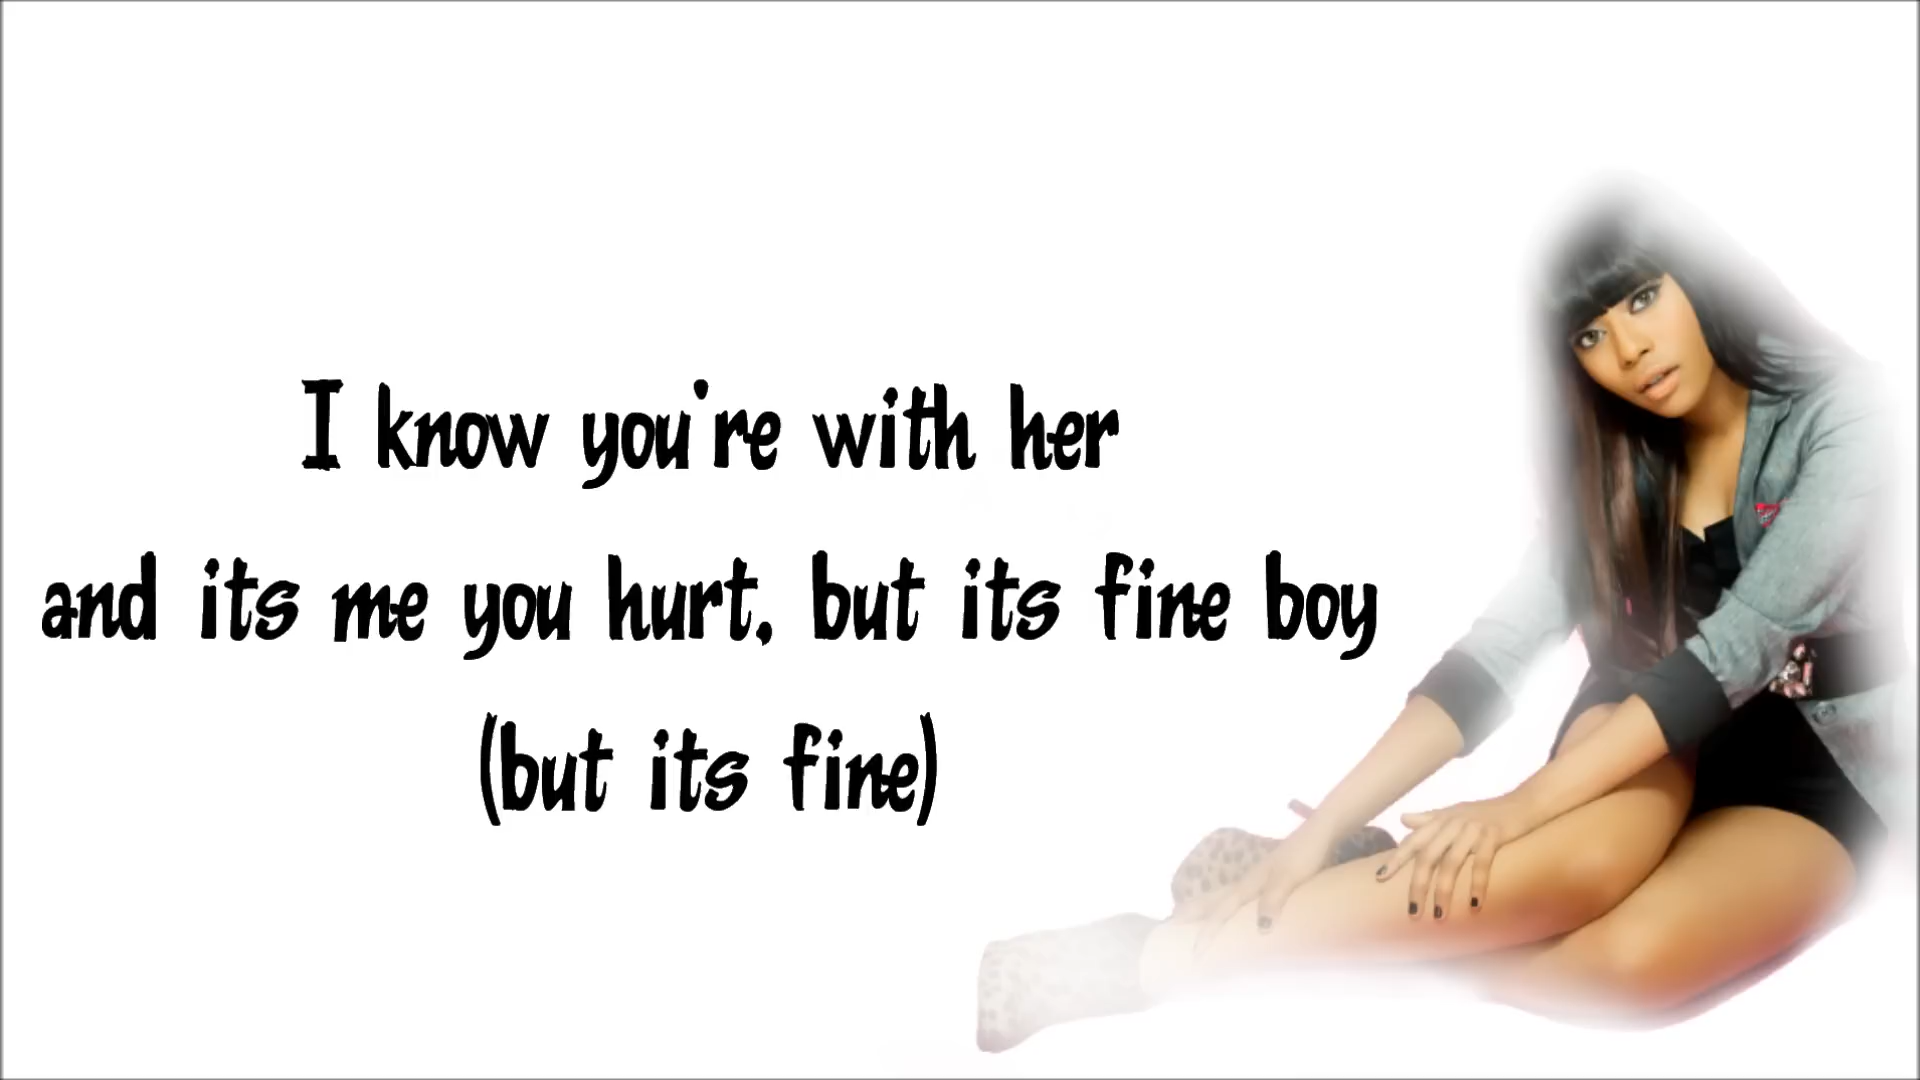 I know you're with her
and its me you hurt, but its fine boy
(but its fine)